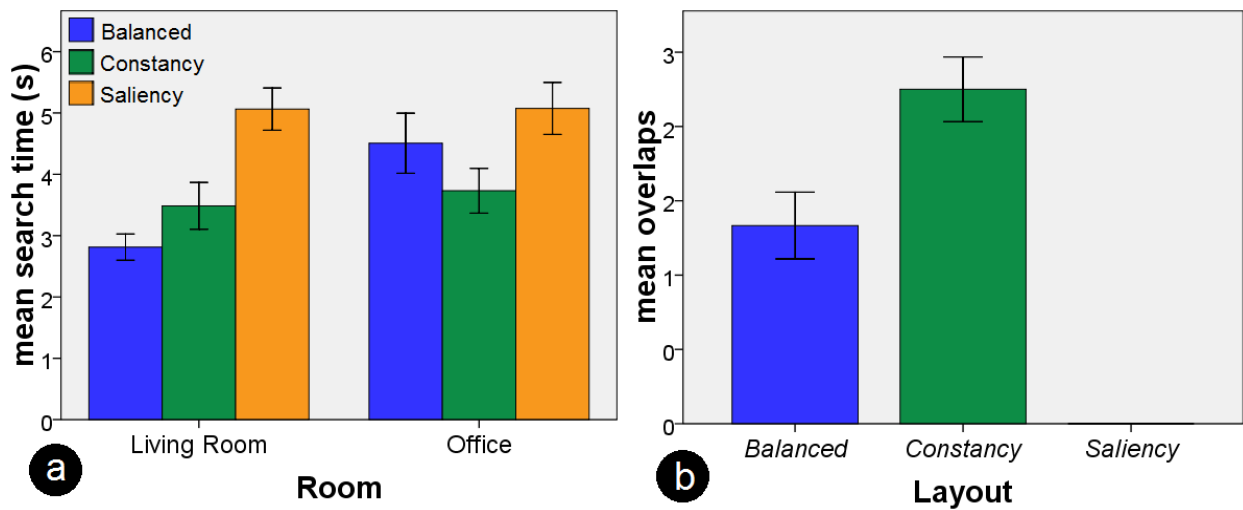 Balanced
Constancy
Saliency
mean search time (s)
6
5
4
3
2
1
0
Living Room
Office
Room
a
mean overlaps
3
2
2
1
0
0
Balanced
Constancy
Saliency
Layout
b